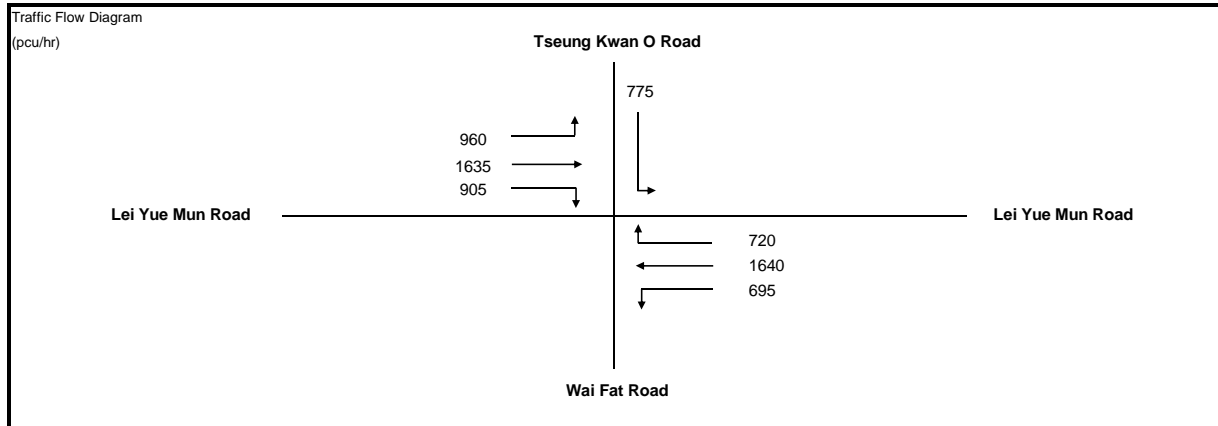 Traffic Flow Diagram
(pcu/hr)
Tseung Kwan O Road
775
960
1635
905
Lei Yue Mun Road
Lei Yue Mun Road
720
1640
695
Wai Fat Road